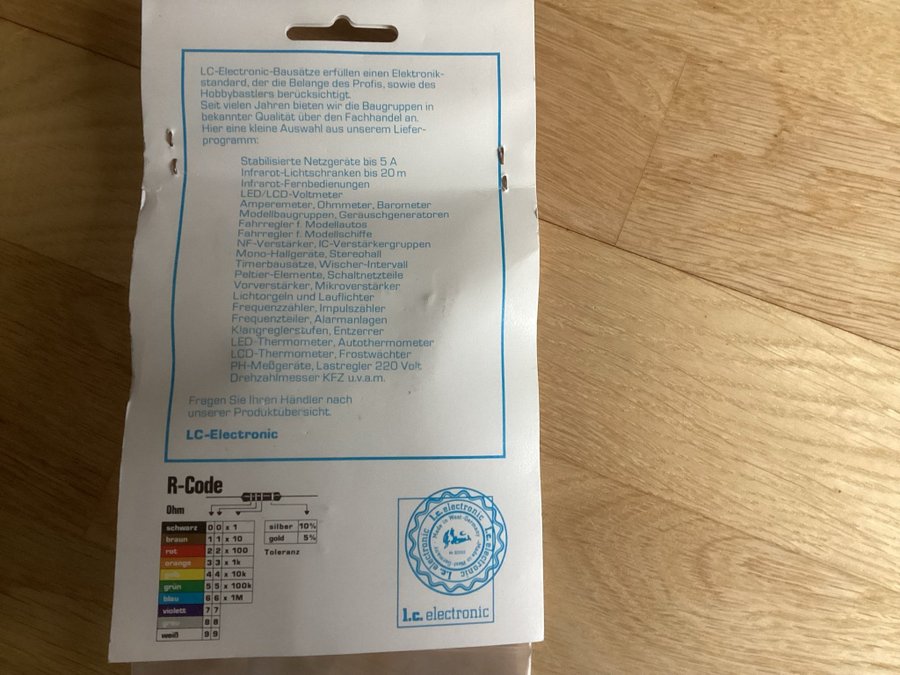 LC-Electronic-Bausätze erfüllen einen Elektronik-
standard, der die Belange des Profis, sowie des
Hobbybastlers berücksichtigt.
Seit vielen Jahren bieten wir die Baugruppen in
bekannter Qualität über den Fachhandel an.
Hier eine kleine Auswahl aus unserem Liefer-
programm:
Stabilisierte Netzgeräte bis 5 A
Infrarot-Lichtschranken bis 20 m
Infrarot-Fernbedienungen
LED/LCD-Voltmeter
Amperemeter, Ohmmeter, Barometer
Modellbaugruppen, Geräuschgeneratoren
Fahrregler f. Modellautos
Fahrregler f. Modellschiffe
NF-Verstärker, IC-Verstärkergruppen
Mono-Hallgeräte, Stereohall
Timerbausätze, Wischer-Intervall
Peltier-Elemente, Schaltnetzteile
Vorverstärker, Mikroverstärker
Lichtorgeln und Lauflichter
Frequenzzähler, Impulszähler
Frequenzteiler, Alarmanlagen
Klangreglerstufen, Entzerrer
LED-Thermometer, Autothermometer
LCD-Thermometer, Frostwächter
PH-Meßgeräte, Lastregler 220 Volt
Drehzahlmesser KFZ u.v.a.m.
Fragen Sie Ihren Händler nach
unserer Produktübersicht.
LC-Electronic
R-Code
Ohm
schwarz 0 0 x 1
braun 1 1 x 10
rot 2 2 x 100
orange 3 3 x 1k
gelb 4 4 x 10k
grün 5 5 x 100k
blau 6 6 x 1M
violett 7 7
grau 8 8
weiß 9 9
silber 10%
gold 5%
Toleranz
l.c. electronic
Made in West-Germany
l.c. electronic
l.c. electronic
l.c. electronic